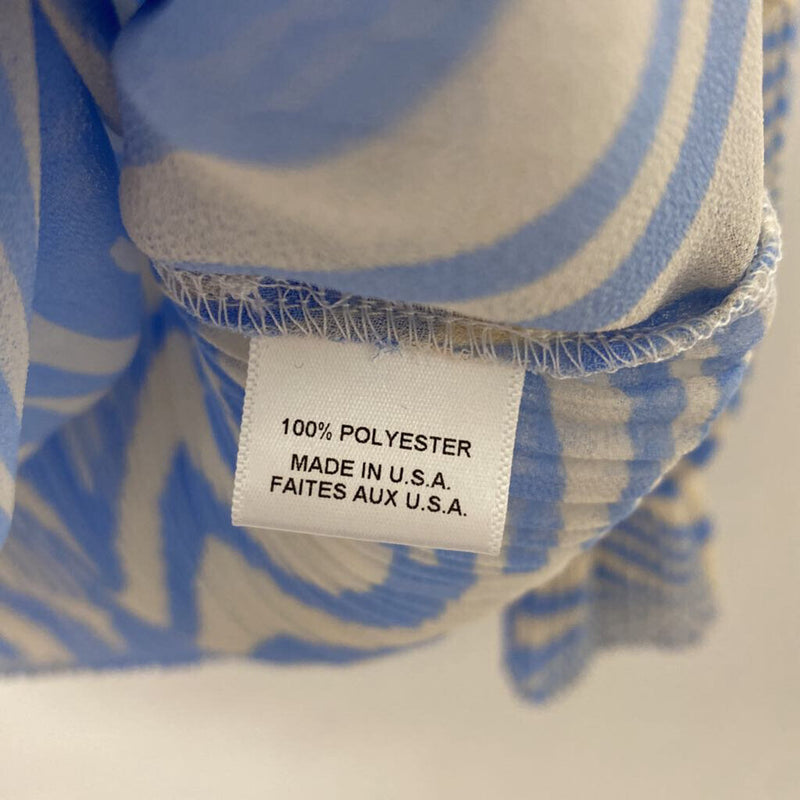 100% POLYESTER
MADE IN U.S.A.
FAITES AUX U.S.A.